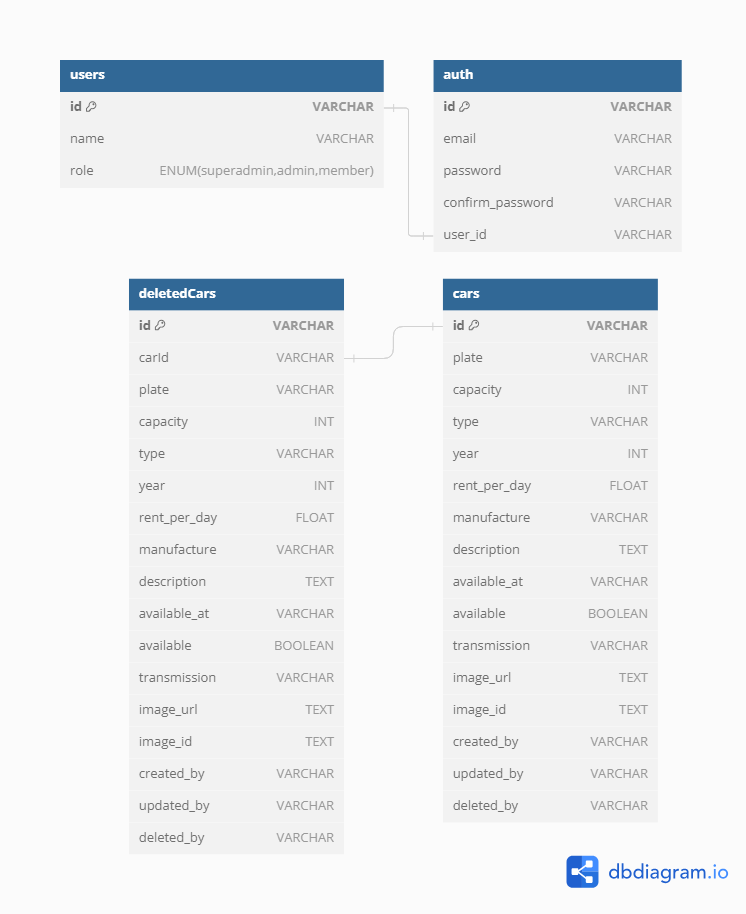 users
id VARCHAR
name VARCHAR
role ENUM(superadmin,admin,member)
auth
id VARCHAR
email VARCHAR
password VARCHAR
confirm_password VARCHAR
user_id VARCHAR
deletedCars
id VARCHAR
carId VARCHAR
plate VARCHAR
capacity INT
type VARCHAR
year INT
rent_per_day FLOAT
manufacture VARCHAR
description TEXT
available_at VARCHAR
available BOOLEAN
transmission VARCHAR
image_url TEXT
image_id TEXT
created_by VARCHAR
updated_by VARCHAR
deleted_by VARCHAR
cars
id VARCHAR
plate VARCHAR
capacity INT
type VARCHAR
year INT
rent_per_day FLOAT
manufacture VARCHAR
description TEXT
available_at VARCHAR
available BOOLEAN
transmission VARCHAR
image_url TEXT
image_id TEXT
created_by VARCHAR
updated_by VARCHAR
deleted_by VARCHAR
dbdiagram.io